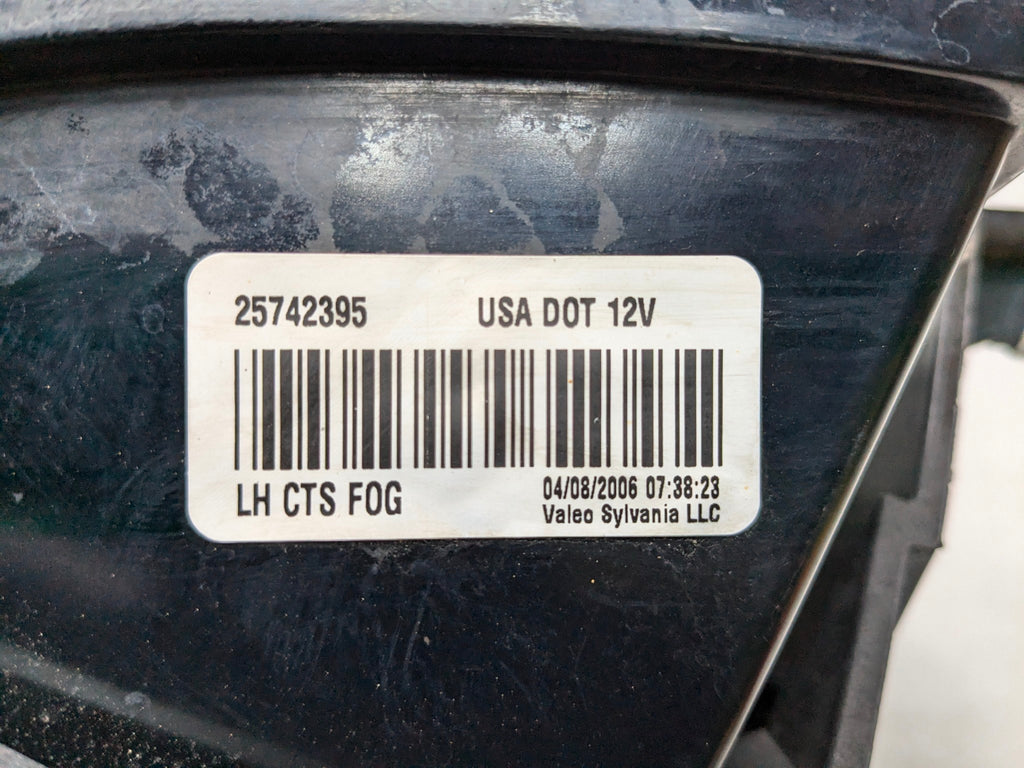 25742395 USA DOT 12V
LH CTS FOG
04/08/2006 07:38:23
Valeo Sylvania LLC